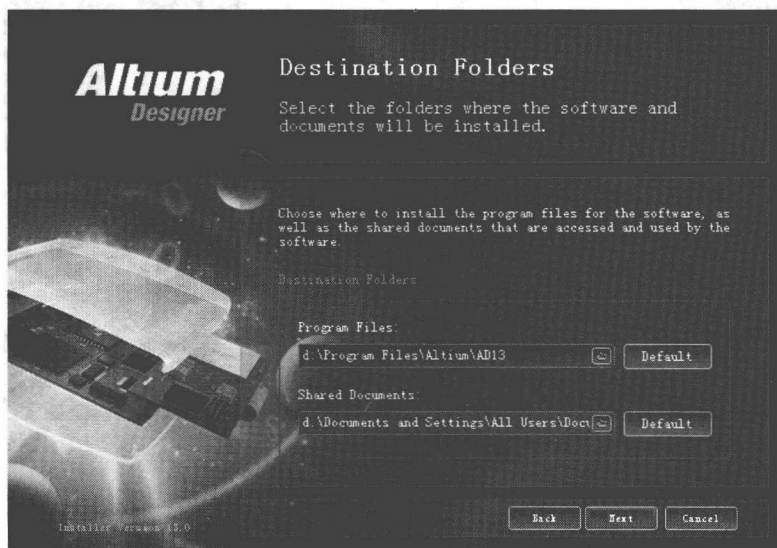 Altium
Designer
Destination Folders
Select the folders where the software and
documents will be installed.
Choose where to install the program files for the software, as
well as the shared documents that are accessed and used by the
software.
Destination Folders
Program Files:
d:\Program Files\Altium\AD13
Default
Shared Documents:
d:\Documents and Settings\All Users\Docu
Default
Installer Version 13.0
Back
Next
Cancel